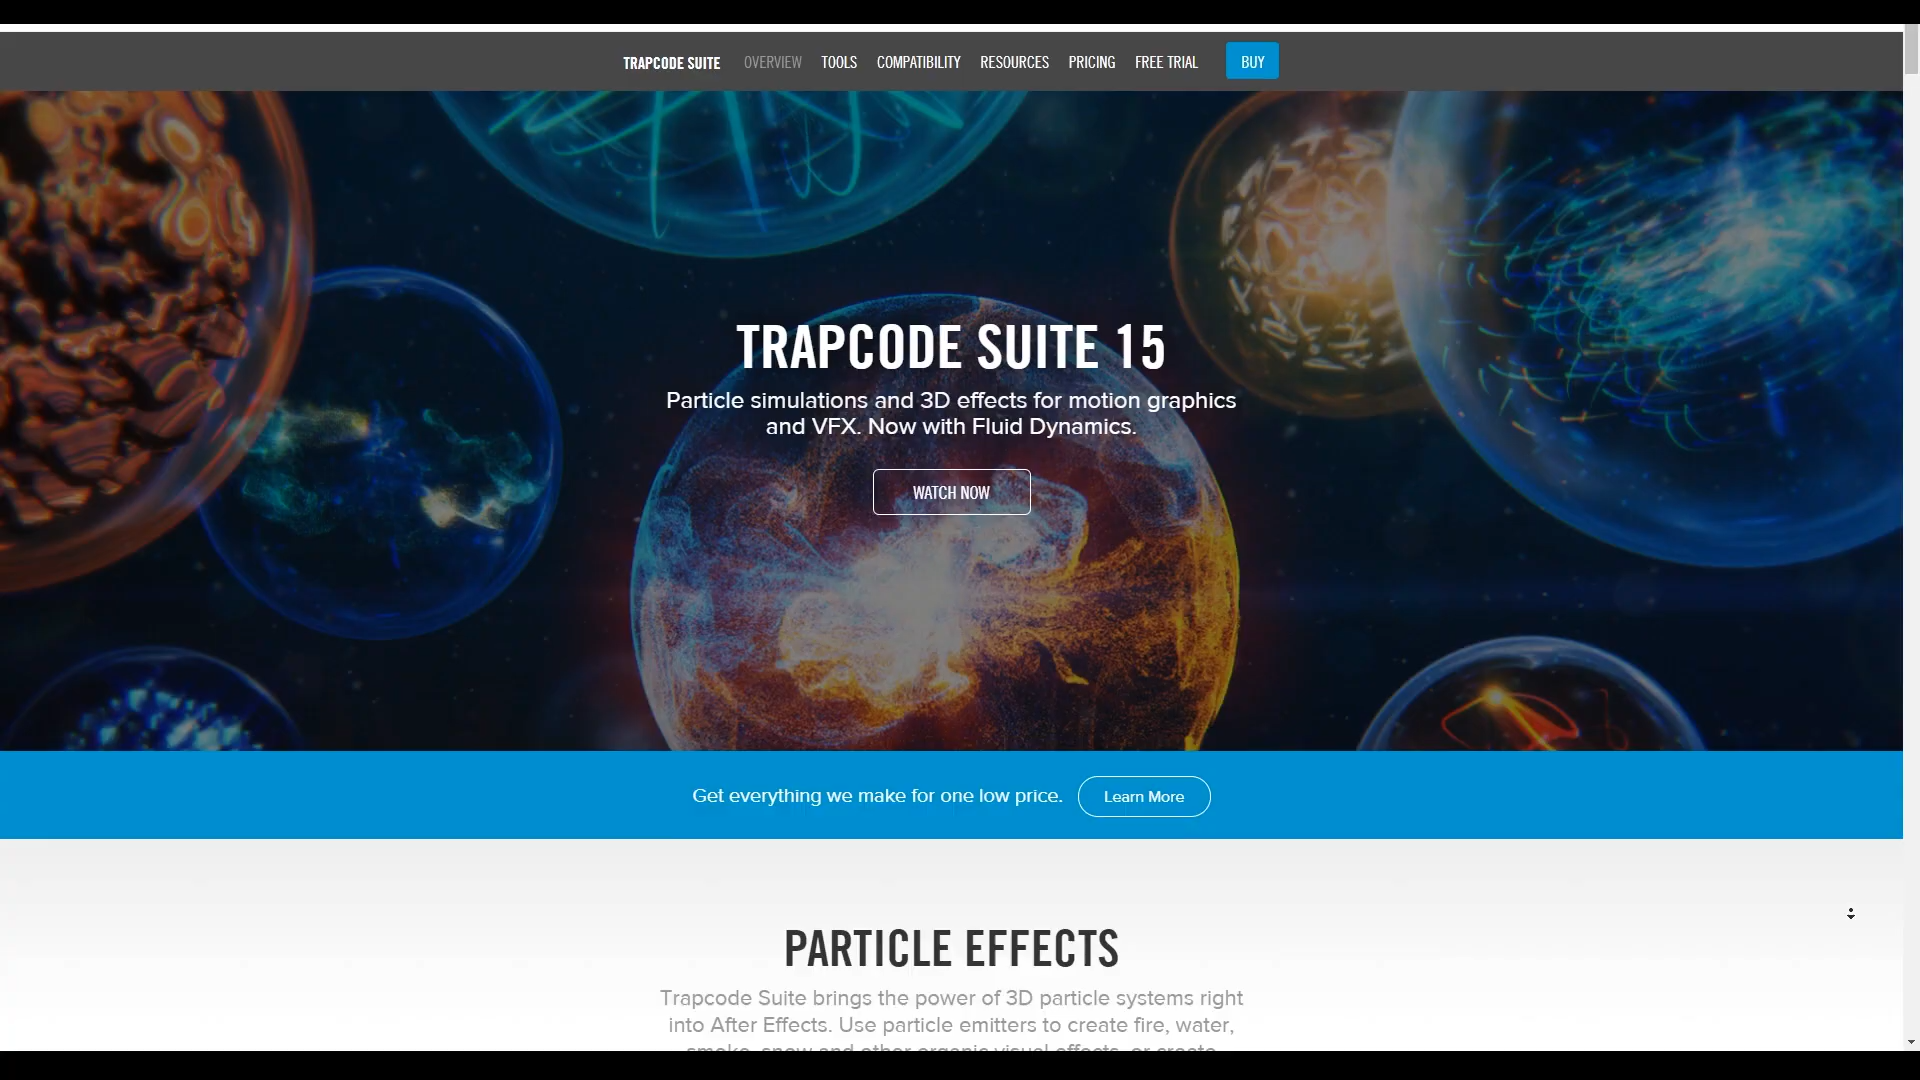 TRAPCODE SUITE OVERVIEW TOOLS COMPATIBILITY RESOURCES PRICING FREE TRIAL BUY
TRAPCODE SUITE 15
Particle simulations and 3D effects for motion graphics
and VFX. Now with Fluid Dynamics.
WATCH NOW
Get everything we make for one low price. Learn More
PARTICLE EFFECTS
Trapcode Suite brings the power of 3D particle systems right
into After Effects. Use particle emitters to create fire, water,
smoke, snow and other organic visual effects, or create